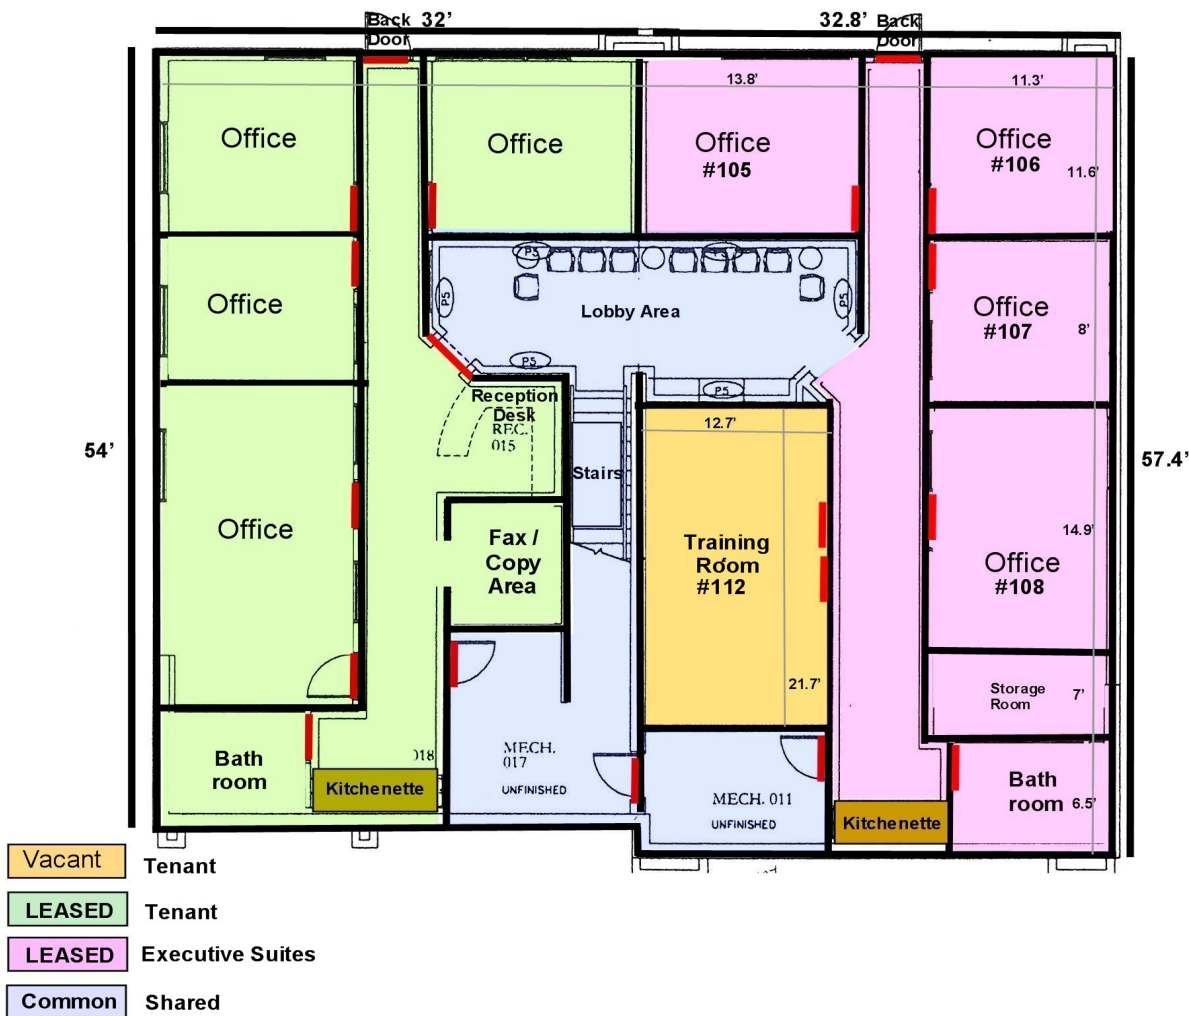 32’
Back
Door
32.8’
Back
Door
13.8’
11.3’
Office
Office
Office
#105
Office
#106
11.6’
P5
P5
Office
P5
Lobby Area
P5
Office
#107
8’
P5
P5
Reception
Desk
REC.
015
12.7’
54’
57.4’
Stairs
Office
Fax /
Copy
Area
Training
Room
#112
14.9’
Office
#108
21.7’
Storage
Room
7’
Bath
room
018
Kitchenette
MECH.
017
UNFINISHED
MECH. 011
UNFINISHED
Kitchenette
Bath
room
6.5’
Vacant
Tenant
LEASED
Tenant
LEASED
Executive Suites
Common
Shared